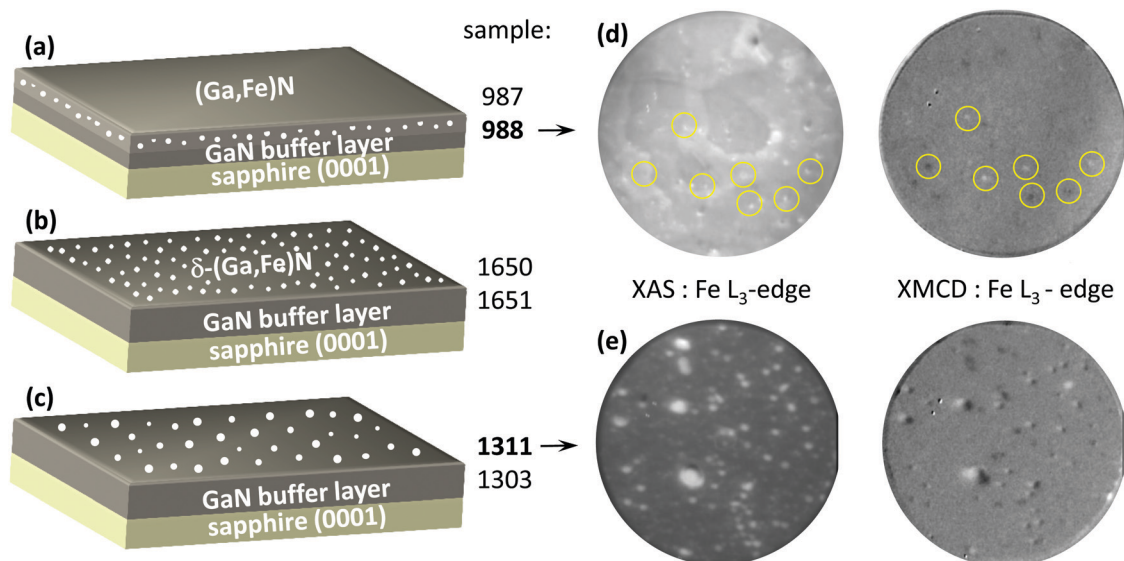 (a)
(Ga,Fe)N
GaN buffer layer
sapphire (0001)
sample:
987
988
(b)
δ-(Ga,Fe)N
GaN buffer layer
sapphire (0001)
1650
1651
(c)
GaN buffer layer
sapphire (0001)
1311
1303
(d)
XAS : Fe L₃-edge
XMCD : Fe L₃ - edge
(e)